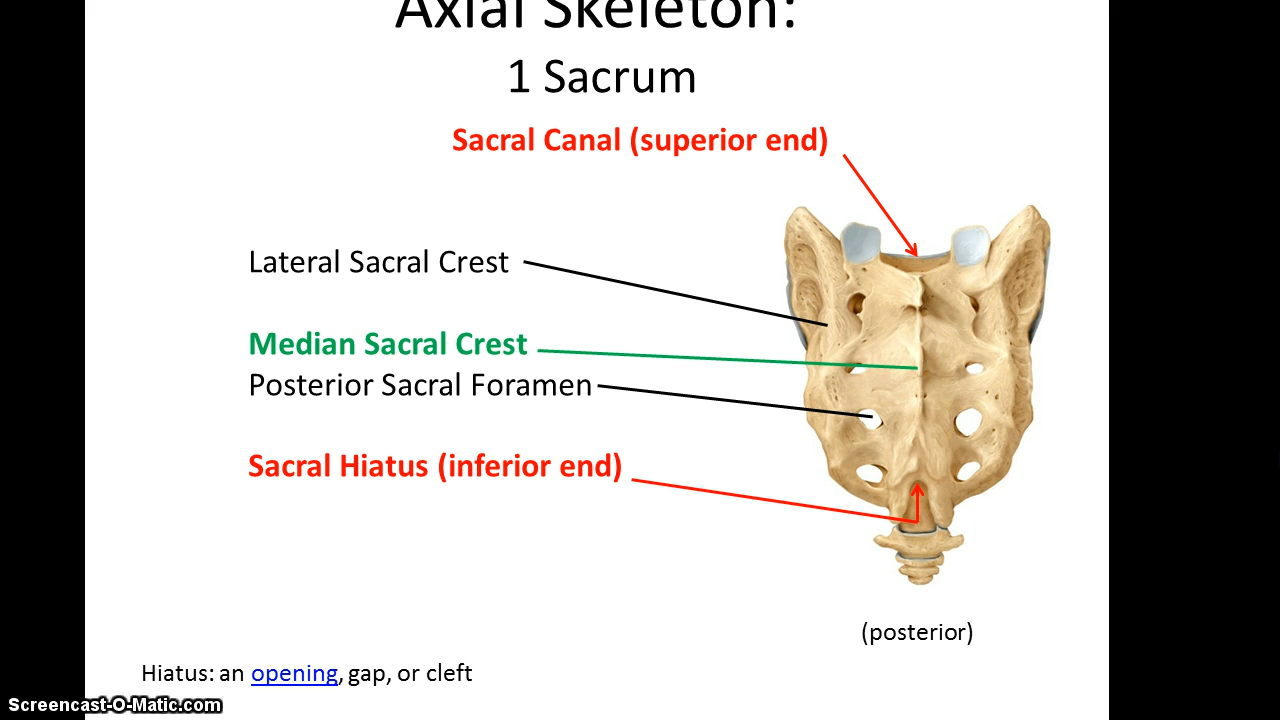 Axial Skeleton:
1 Sacrum
Sacral Canal (superior end)
Lateral Sacral Crest
Median Sacral Crest
Posterior Sacral Foramen
Sacral Hiatus (inferior end)
(posterior)
Hiatus: an opening, gap, or cleft
Screencast-O-Matic.com